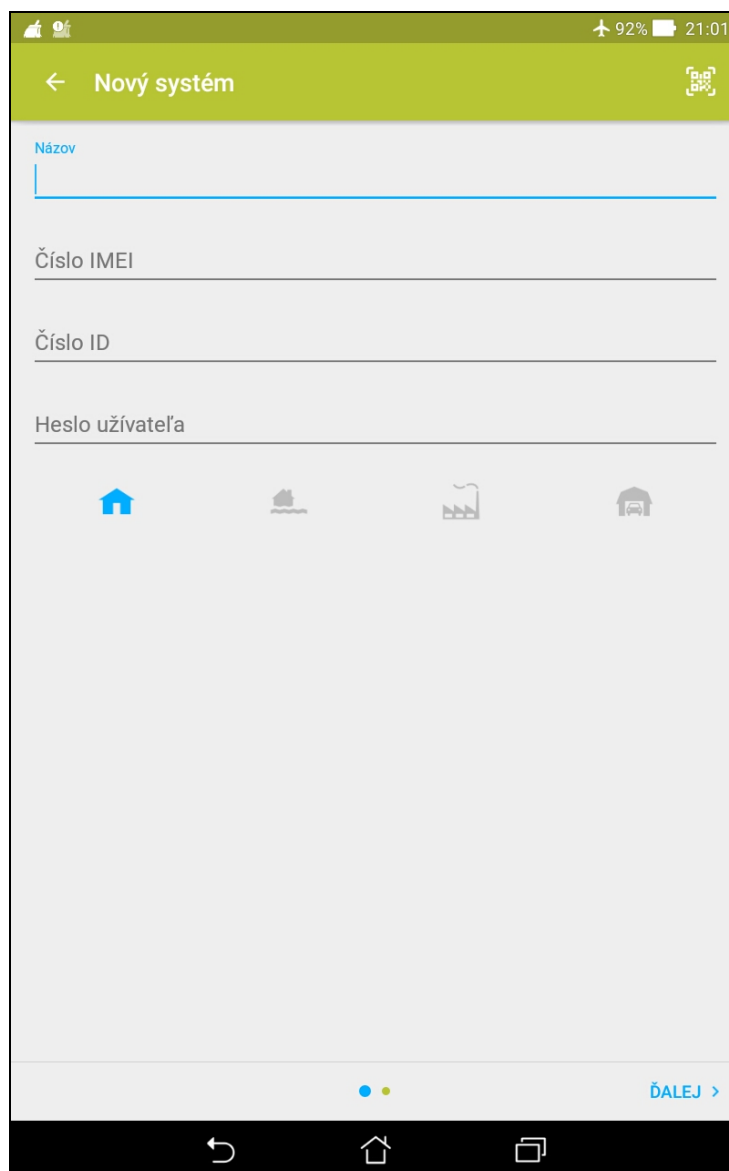 92% 21:01
Nový systém
Názov
Číslo IMEI
Číslo ID
Heslo užívateľa
ĎALEJ >